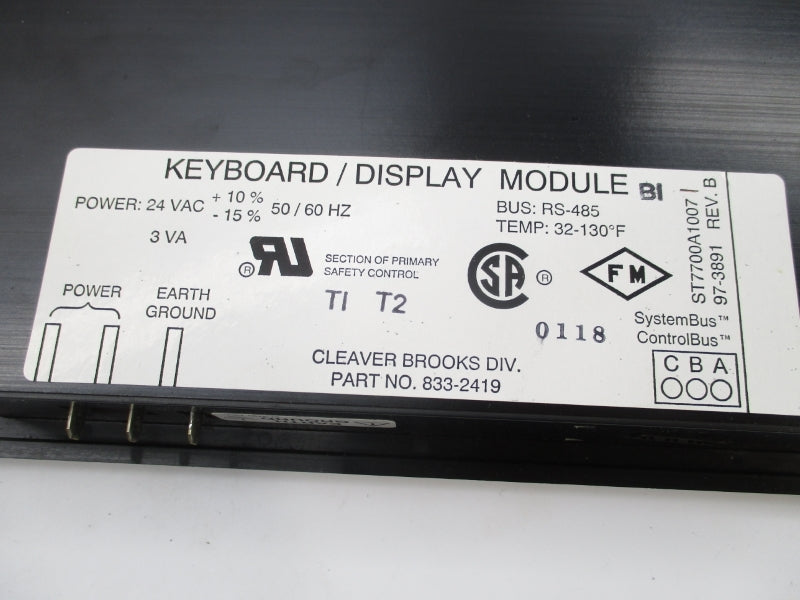 KEYBOARD / DISPLAY MODULE BI
POWER: 24 VAC + 10 % - 15 % 50 / 60 HZ
3 VA
BUS: RS-485
TEMP: 32-130°F
ST7700A1007
97-3891 REV. B
RU ®
SECTION OF PRIMARY
SAFETY CONTROL
SA ®
FM
TI T2
0118
SystemBus™
ControlBus™
C B A
POWER
EARTH
GROUND
CLEAVER BROOKS DIV.
PART NO. 833-2419